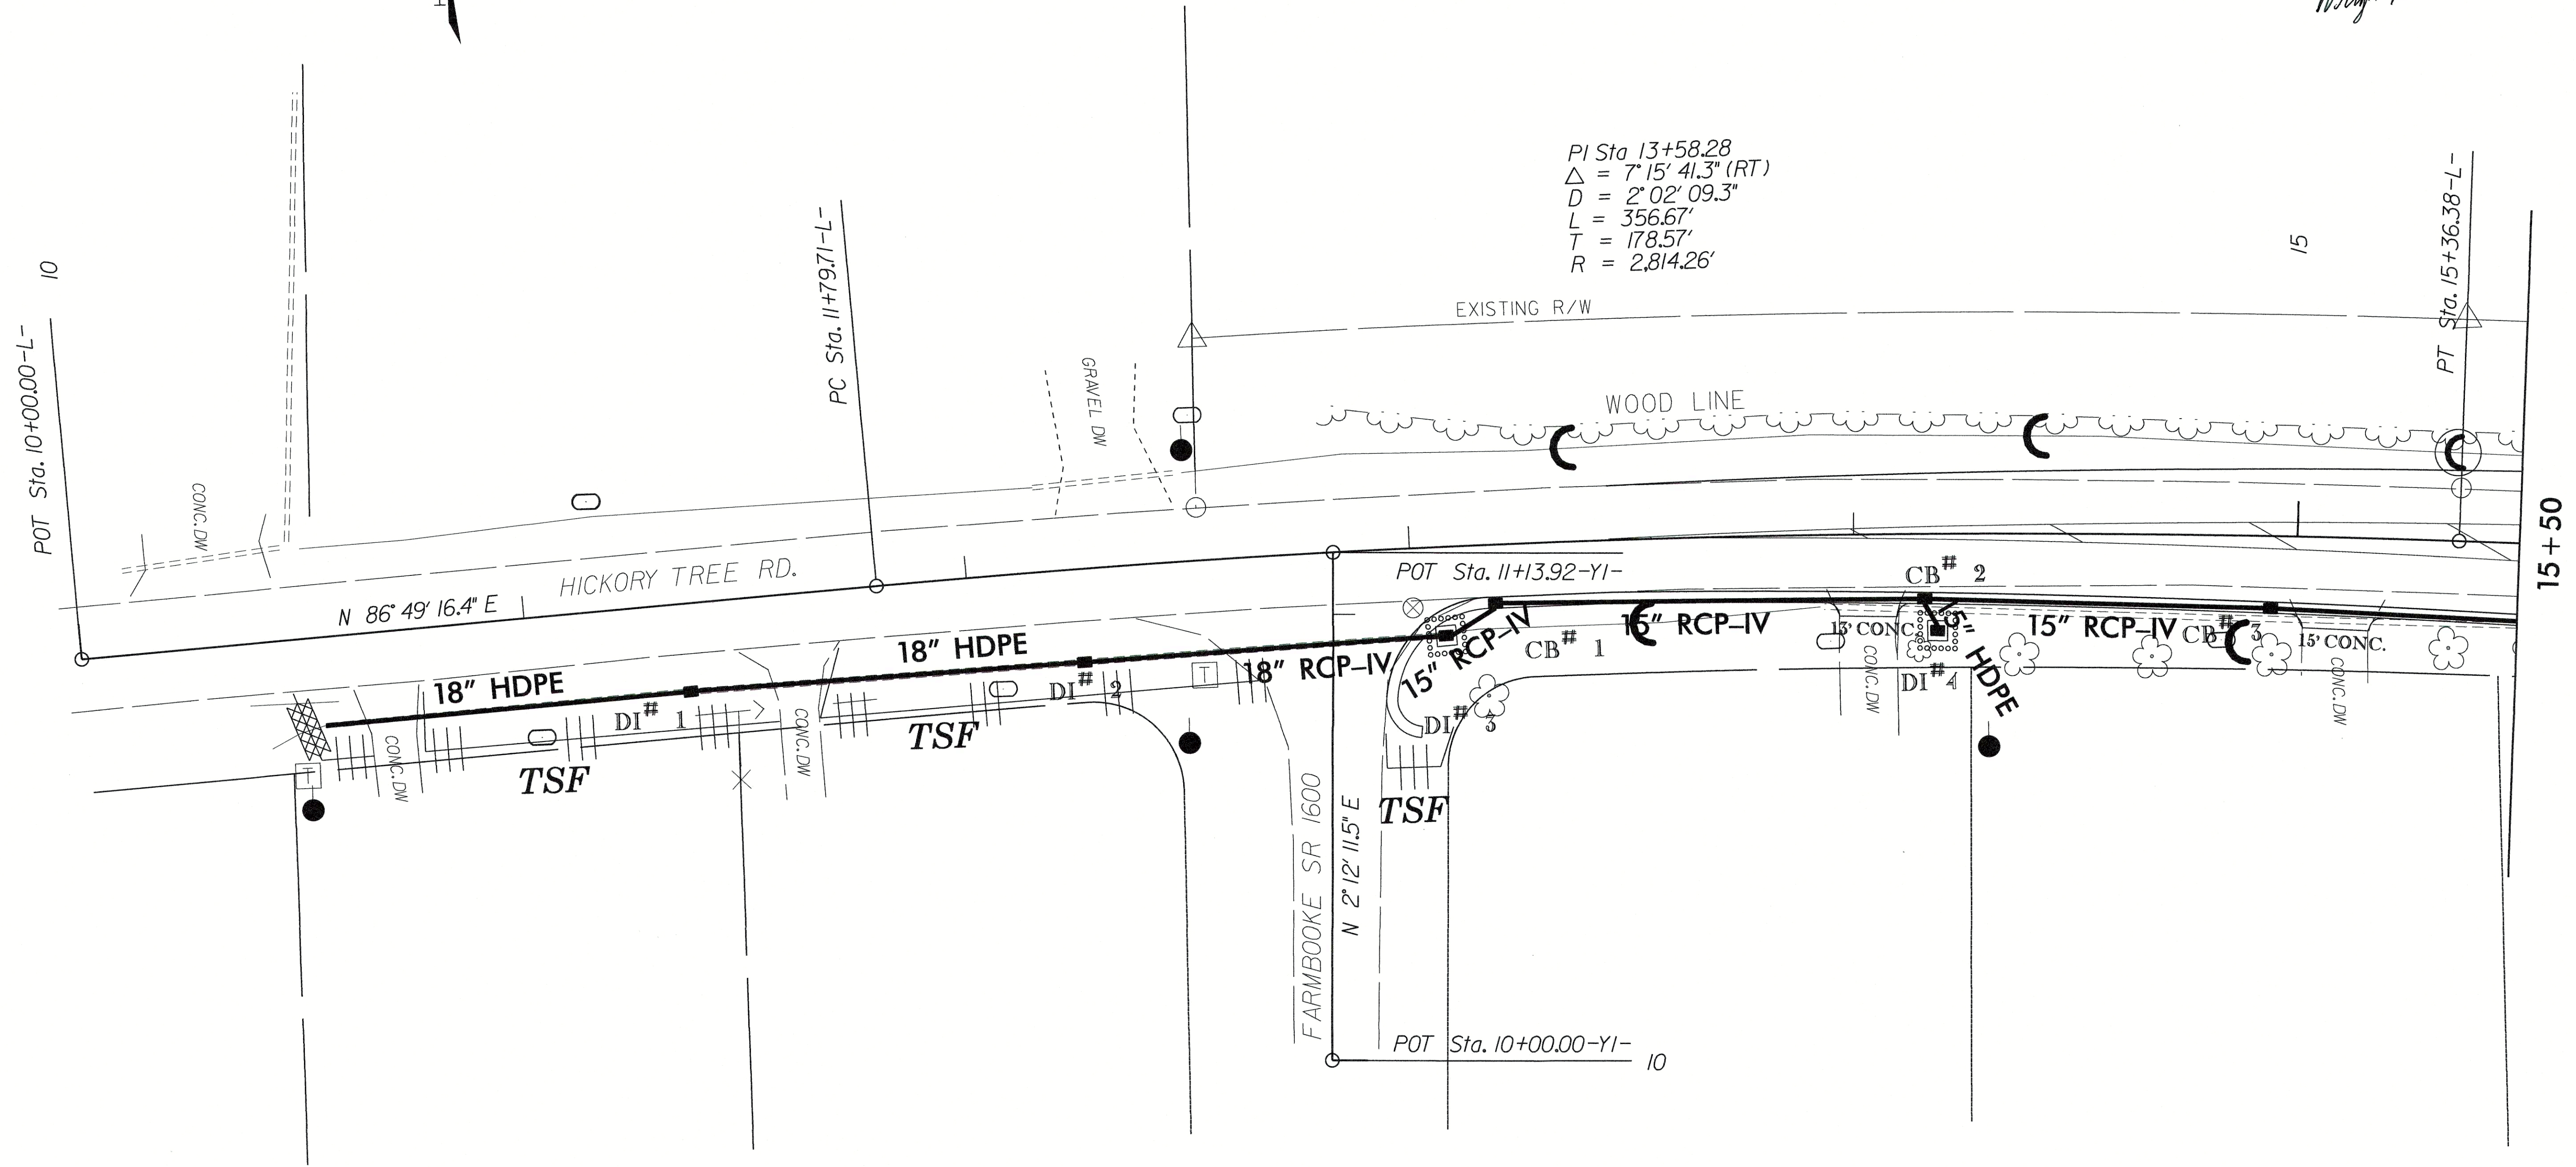 PI Sta 13+58.28
△ = 7° 15' 41.3" (RT)
D = 2° 02' 09.3"
L = 356.67'
T = 178.57'
R = 2,814.26'
10
POT Sta. 10+00.00-L-
PC Sta. 11+79.71-L-
15
PT Sta. 15+36.38-L-
EXISTING R/W
GRAVEL DW
WOOD LINE
CONC.DW
HICKORY TREE RD.
N 86° 49' 16.4" E
POT Sta. 11+13.92-Y1-
15+50
CB# 2
18" HDPE
18" HDPE
18" RCP-IV
15" RCP-IV
15" RCP-IV
15" RCP-IV
15" HDPE
CB# 1
13' CONC.
CB# 3
15' CONC.
DI# 1
DI# 2
DI# 3
DI# 4
T
T
CONC.DW
CONC.DW
CONC.DW
CONC.DW
TSF
TSF
TSF
FARMBOOKE SR 1600
N 2° 12' 11.5" E
POT Sta. 10+00.00-Y1-
10